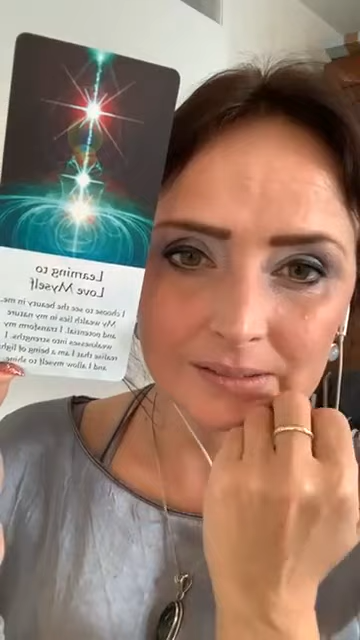 Learning to
Love Myself
I choose to see the beauty in me.
My wealth lies in my nature
and potential. I transform my
weaknesses into strengths. I
realise that I am a being of light
and I allow myself to shine.